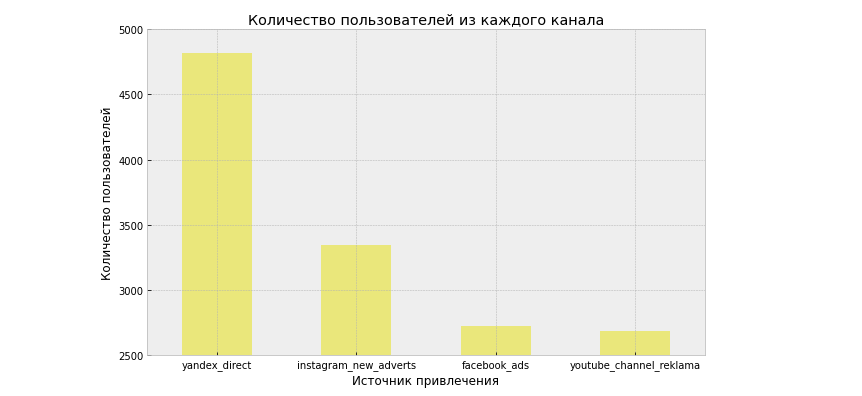 Количество пользователей из каждого канала
Количество пользователей
5000
4500
4000
3500
3000
2500
yandex_direct
instagram_new_adverts
facebook_ads
youtube_channel_reklama
Источник привлечения